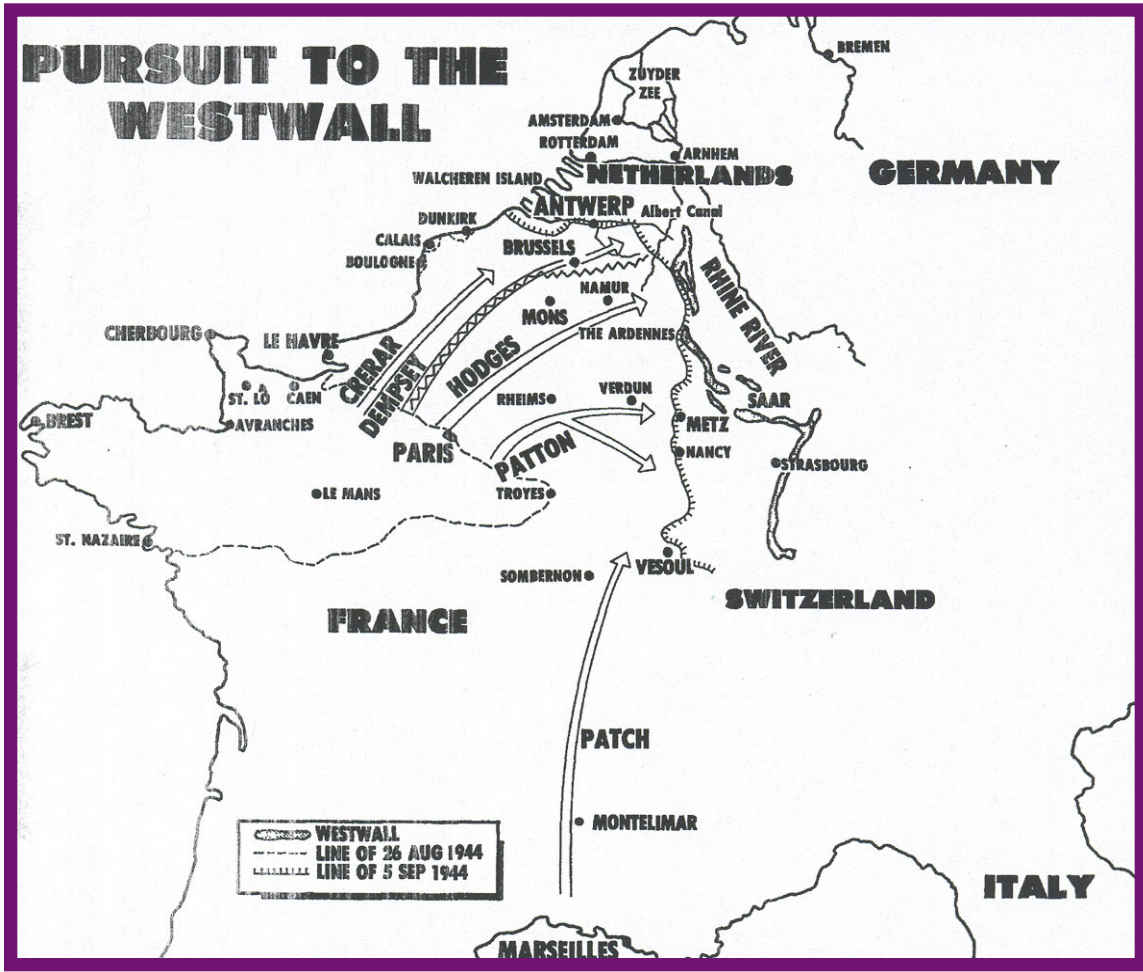 PURSUIT TO THE
WESTWALL
BREMEN
ZUYDER
ZEE
AMSTERDAM
ROTTERDAM
ARNHEM
NETHERLANDS
GERMANY
WALCHEREN ISLAND
ANTWERP
Albert Canal
DUNKIRK
CALAIS
BRUSSELS
BOULOGNE
RHINE RIVER
NAMUR
MONS
CHERBOURG
LE HAVRE
THE ARDENNES
CRERAR
DEMPSEY
HODGES
ST. LO
CAEN
RHEIMS
VERDUN
SAAR
BREST
AVRANCHES
METZ
PARIS
PATTON
NANCY
STRASBOURG
LE MANS
TROYES
ST. NAZAIRE
VESOUL
SOMBERNON
SWITZERLAND
FRANCE
PATCH
MONTELIMAR
WESTWALL
LINE OF 26 AUG 1944
LINE OF 5 SEP 1944
ITALY
MARSEILLES